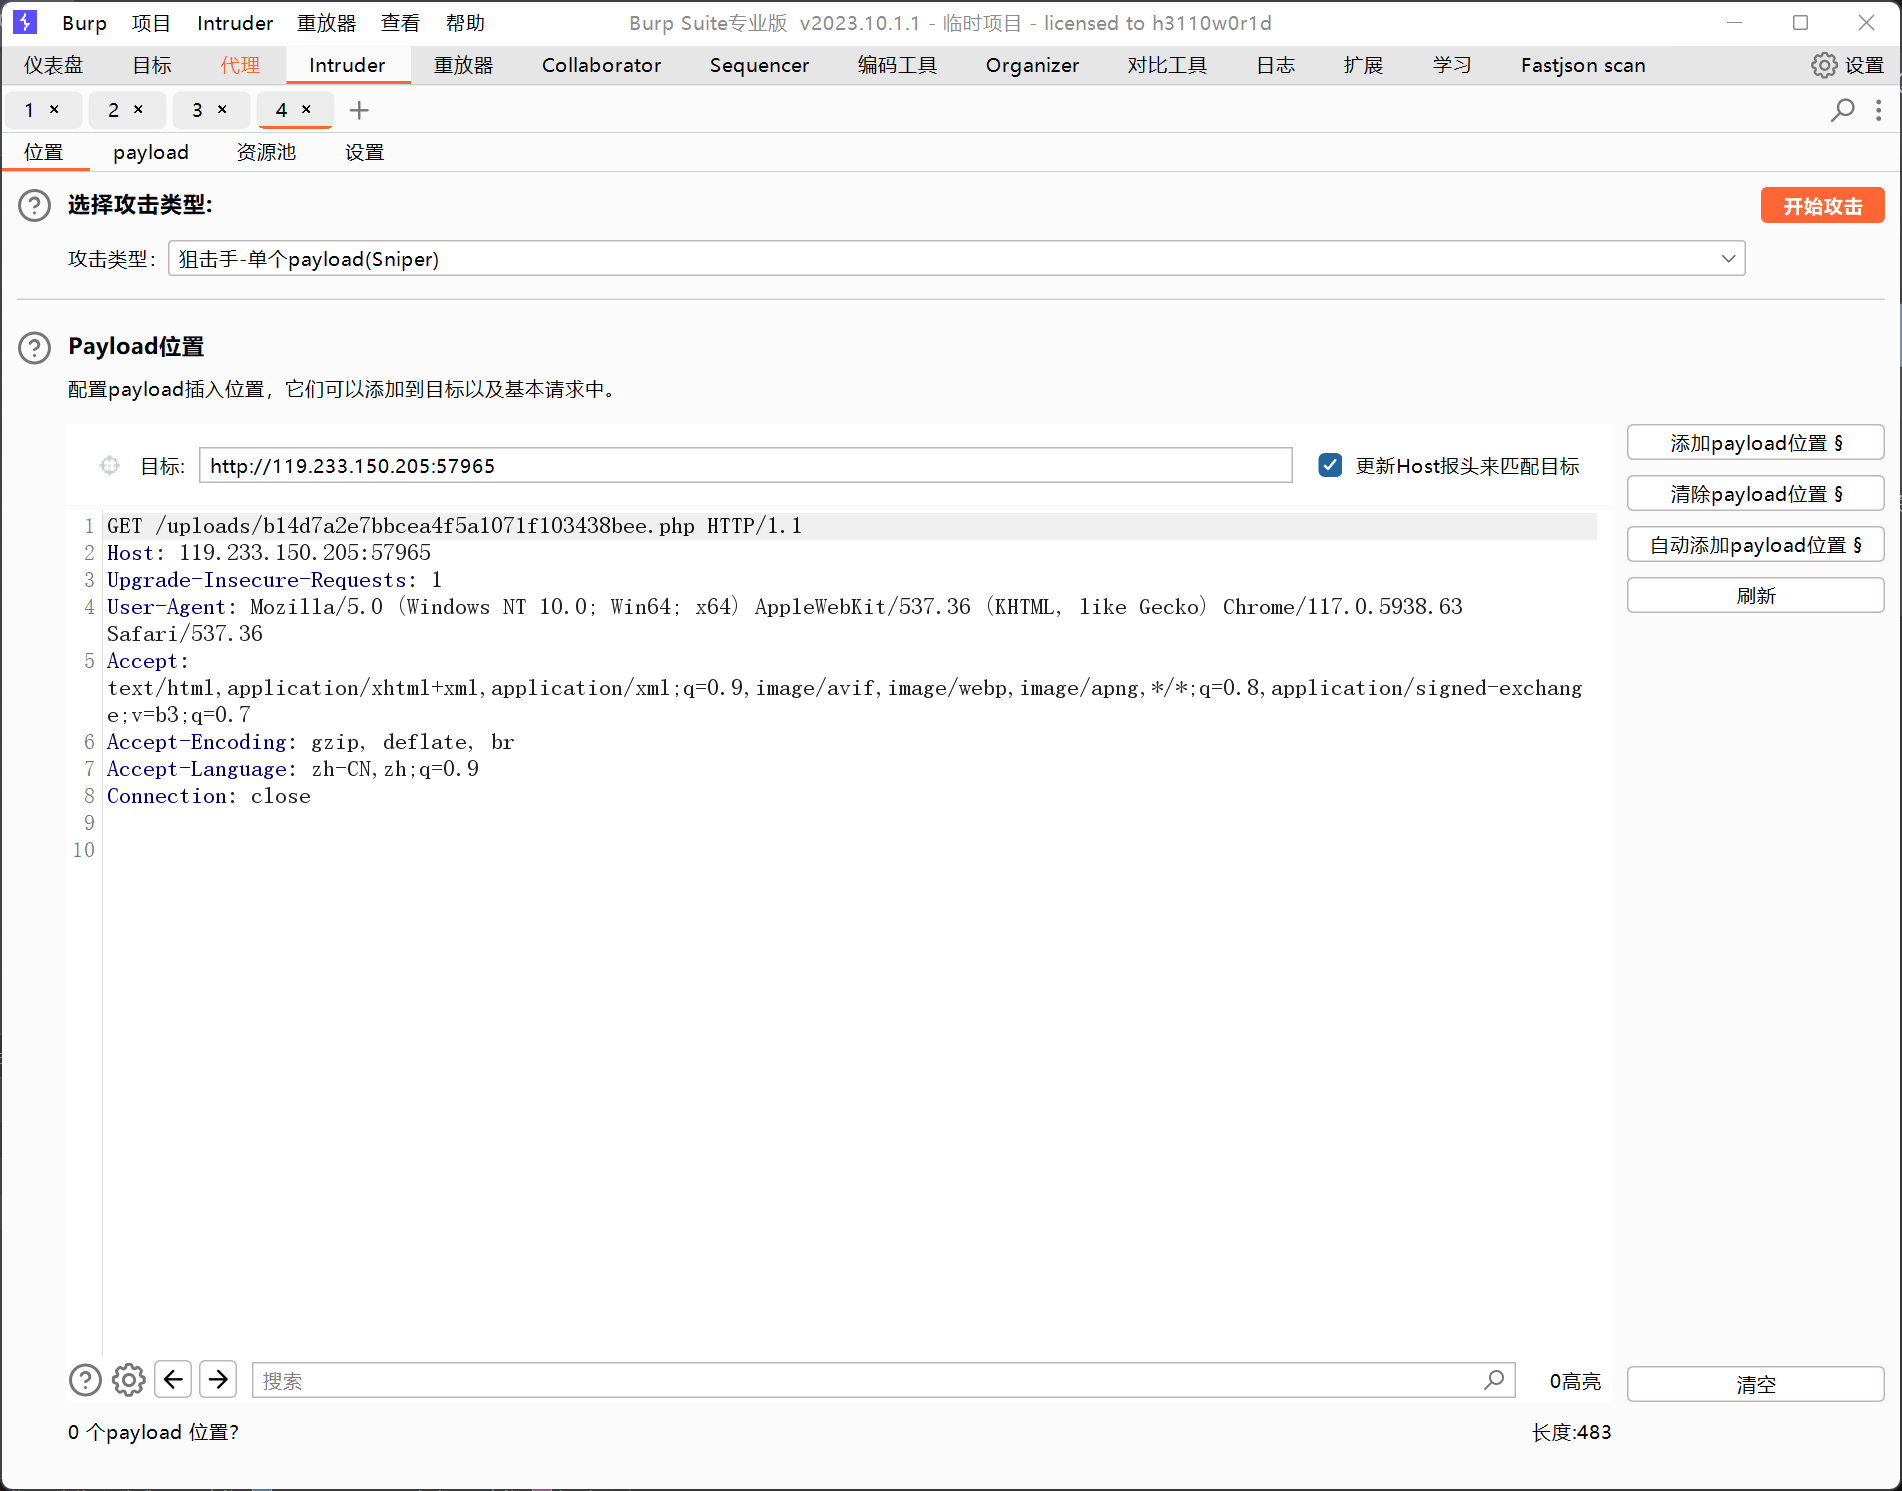 Burp 项目 Intruder 重放器 查看 帮助 Burp Suite专业版 v2023.10.1.1 - 临时项目 - licensed to h3110w0r1d
仪表盘 目标 代理 Intruder 重放器 Collaborator Sequencer 编码工具 Organizer 对比工具 日志 扩展 学习 Fastjson scan 设置
1 × 2 × 3 × 4 × +
位置 payload 资源池 设置
选择攻击类型:
开始攻击
攻击类型: 狙击手-单个payload(Sniper)
Payload位置
配置payload插入位置，它们可以添加到目标以及基本请求中。
目标: http://119.233.150.205:57965 更新Host报头来匹配目标
添加payload位置 §
清除payload位置 §
自动添加payload位置 §
刷新
1 GET /uploads/b14d7a2e7bbcea4f5a1071f103438bee.php HTTP/1.1
2 Host: 119.233.150.205:57965
3 Upgrade-Insecure-Requests: 1
4 User-Agent: Mozilla/5.0 (Windows NT 10.0; Win64; x64) AppleWebKit/537.36 (KHTML, like Gecko) Chrome/117.0.5938.63
Safari/537.36
5 Accept:
text/html,application/xhtml+xml,application/xml;q=0.9,image/avif,image/webp,image/apng,*/*;q=0.8,application/signed-exchang
e;v=b3;q=0.7
6 Accept-Encoding: gzip, deflate, br
7 Accept-Language: zh-CN,zh;q=0.9
8 Connection: close
9
10
搜索 0高亮 清空
0 个payload 位置? 长度:483